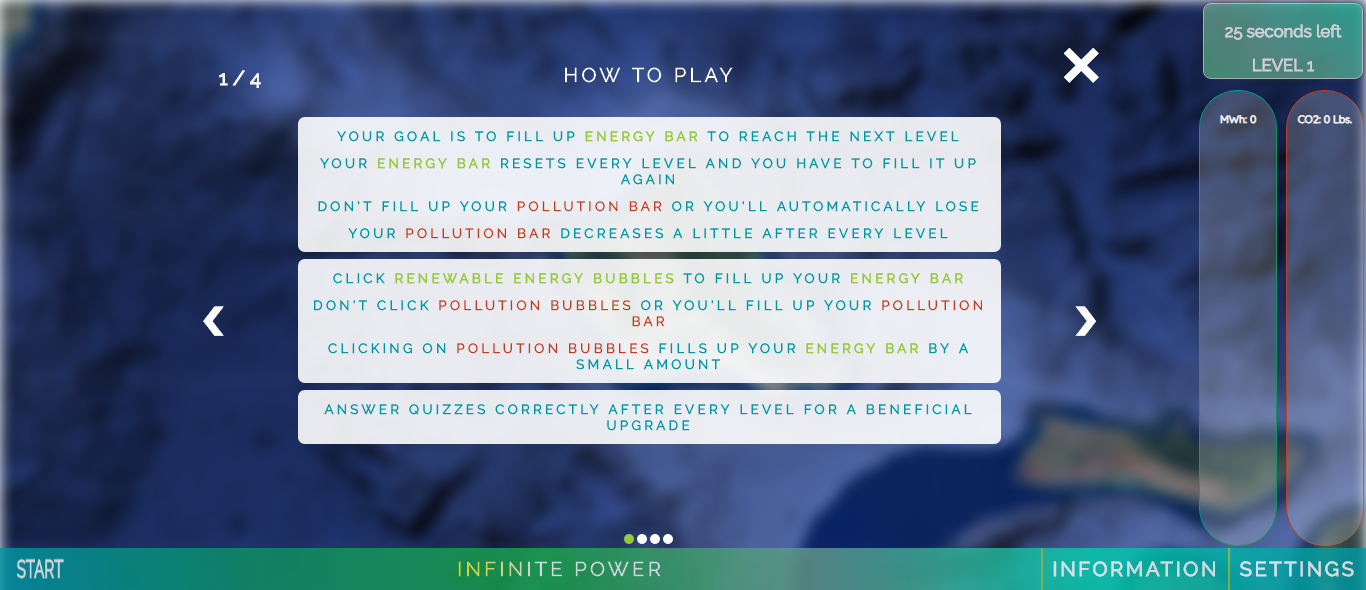 25 seconds left
LEVEL 1
1 / 4
HOW TO PLAY
MWh: 0
CO2: 0 Lbs.
YOUR GOAL IS TO FILL UP ENERGY BAR TO REACH THE NEXT LEVEL
YOUR ENERGY BAR RESETS EVERY LEVEL AND YOU HAVE TO FILL IT UP
AGAIN
DON'T FILL UP YOUR POLLUTION BAR OR YOU'LL AUTOMATICALLY LOSE
YOUR POLLUTION BAR DECREASES A LITTLE AFTER EVERY LEVEL
CLICK RENEWABLE ENERGY BUBBLES TO FILL UP YOUR ENERGY BAR
DON'T CLICK POLLUTION BUBBLES OR YOU'LL FILL UP YOUR POLLUTION
BAR
CLICKING ON POLLUTION BUBBLES FILLS UP YOUR ENERGY BAR BY A
SMALL AMOUNT
ANSWER QUIZZES CORRECTLY AFTER EVERY LEVEL FOR A BENEFICIAL
UPGRADE
START
INFINITE POWER
INFORMATION
SETTINGS